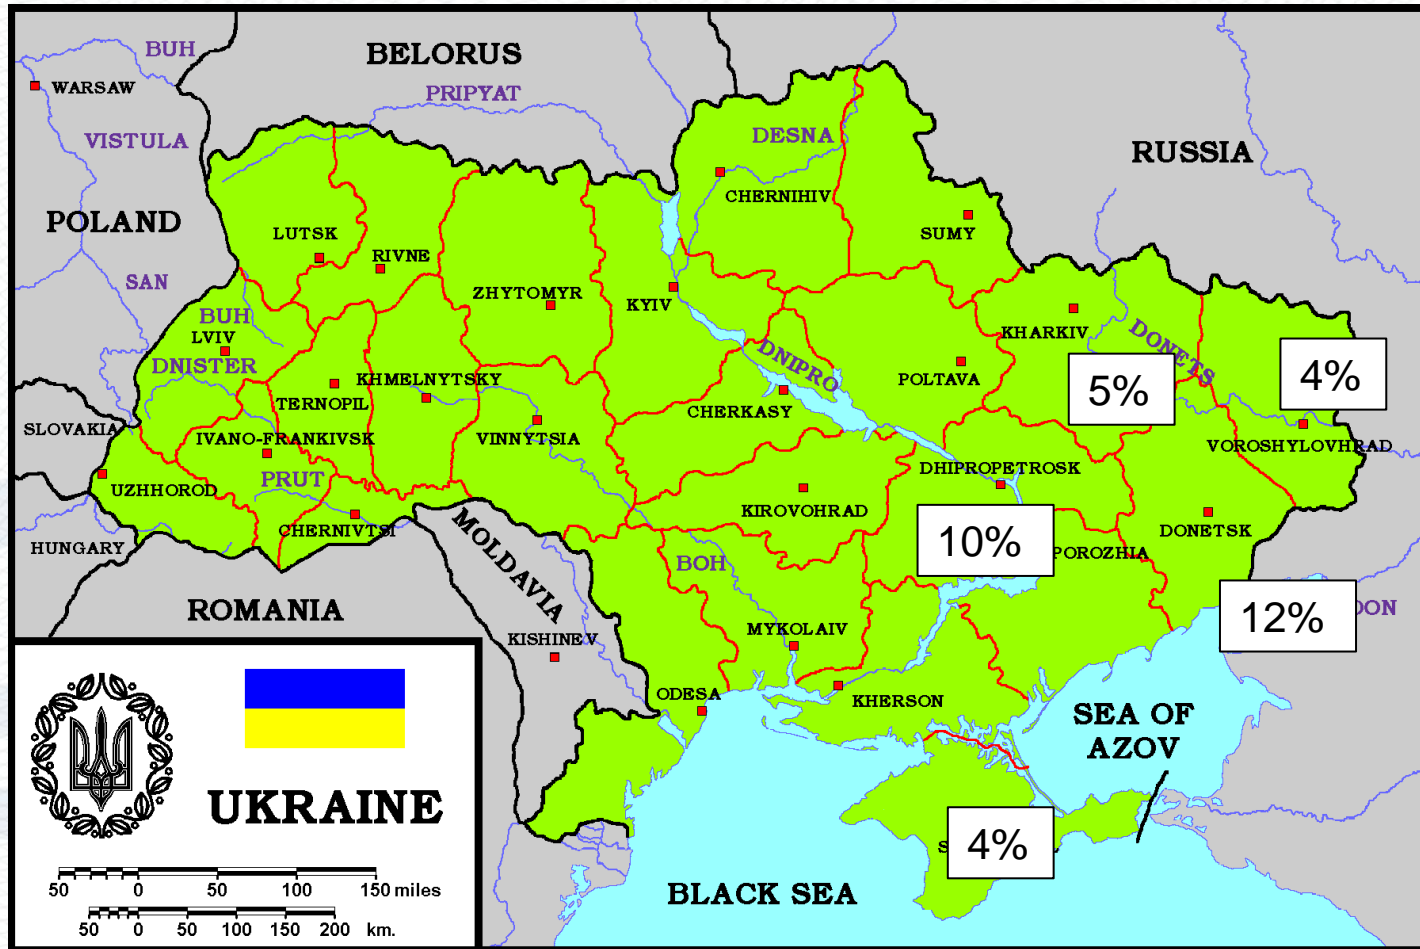 BUH
BELORUS
WARSAW
PRIPYAT
VISTULA
DESNA
RUSSIA
CHERNIHIV
POLAND
LUTSK
SUMY
RIVNE
SAN
ZHYTOMYR
KYIV
BUH
LVIV
KHARKIV
DONETS
DNISTER
DNIPRO
KHMELNYTSKY
POLTAVA
5%
4%
TERNOPIL
CHERKASY
SLOVAKIA
IVANO-FRANKIVSK
VINNYTSIA
VOROSHYLOVHRAD
DHIPROPETROSK
PRUT
UZHHOROD
KIROVOHRAD
CHERNIVTSI
DONETSK
HUNGARY
MOLDAVIA
10%
POROZHIA
BOH
ROMANIA
12%
DON
KISHINEV
MYKOLAIV
ODESA
KHERSON
SEA OF
AZOV
UKRAINE
4%
S
BLACK SEA
50 0 50 100 150 miles
50 0 50 100 150 200 km.